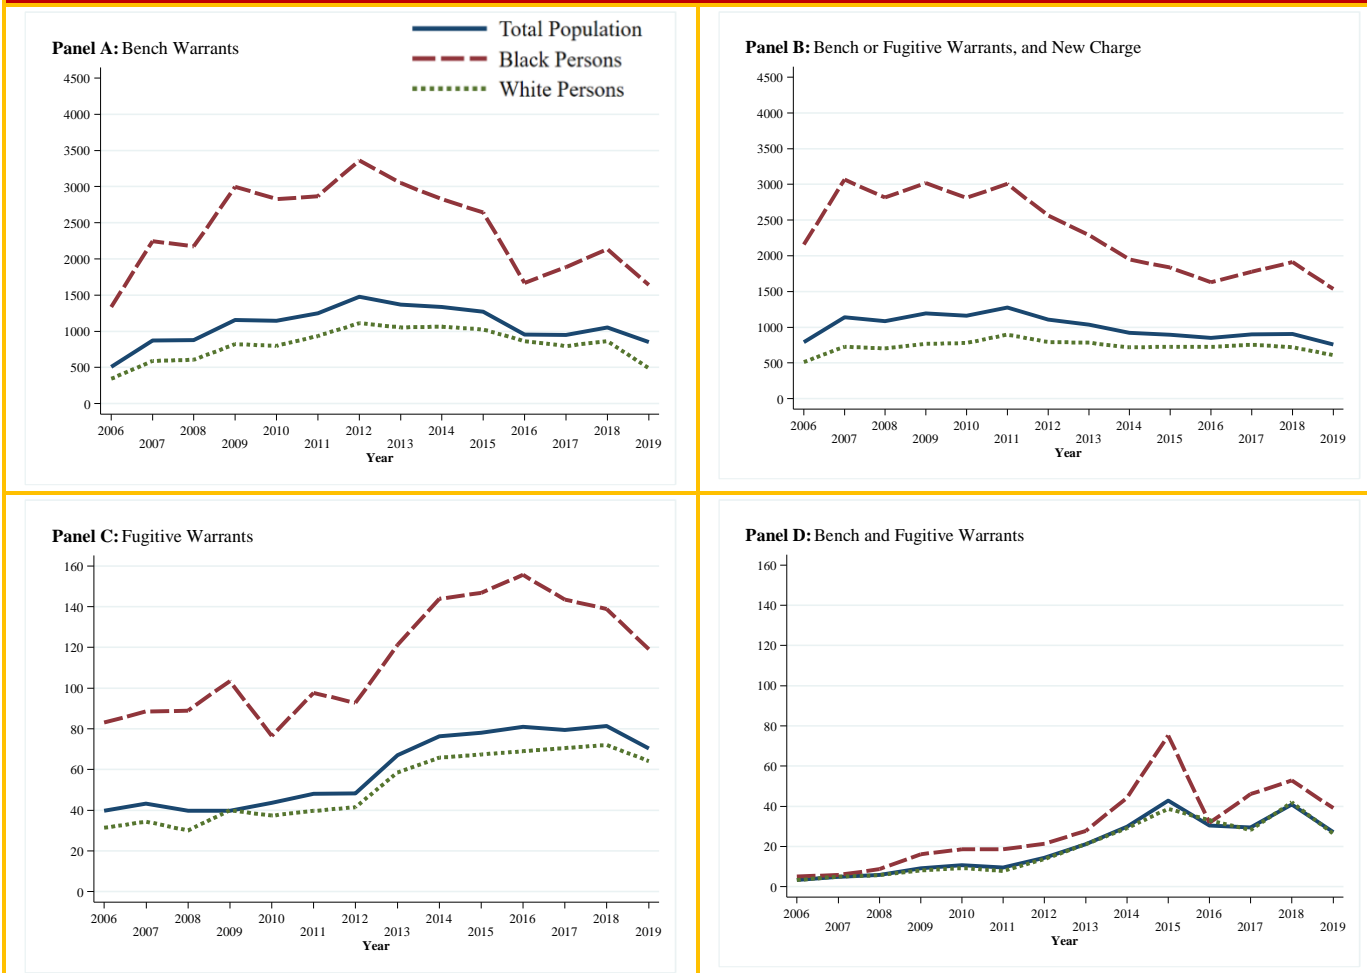 Panel A: Bench Warrants
Total Population
Black Persons
White Persons
4500
4000
3500
3000
2500
2000
1500
1000
500
0
2006 2007 2008 2009 2010 2011 2012 2013 2014 2015 2016 2017 2018 2019
Year
Panel B: Bench or Fugitive Warrants, and New Charge
4500
4000
3500
3000
2500
2000
1500
1000
500
0
2006 2007 2008 2009 2010 2011 2012 2013 2014 2015 2016 2017 2018 2019
Year
Panel C: Fugitive Warrants
160
140
120
100
80
60
40
20
0
2006 2007 2008 2009 2010 2011 2012 2013 2014 2015 2016 2017 2018 2019
Year
Panel D: Bench and Fugitive Warrants
160
140
120
100
80
60
40
20
0
2006 2007 2008 2009 2010 2011 2012 2013 2014 2015 2016 2017 2018 2019
Year